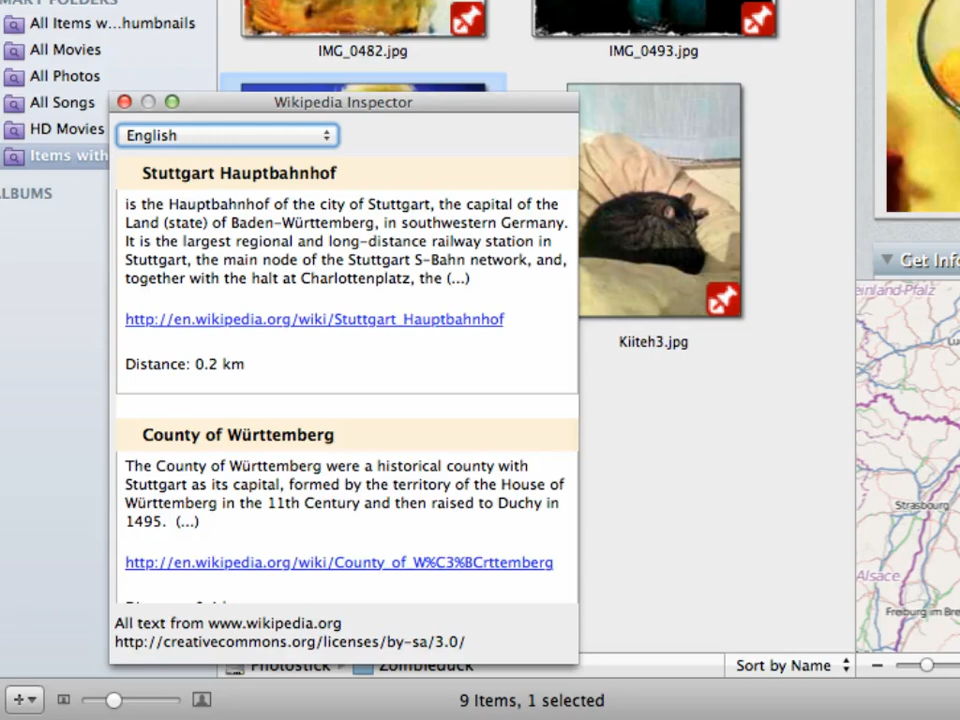 MART FOLDERS
All Items w...humbnails
All Movies
All Photos
All Songs
HD Movies
Items with
ALBUMS
IMG_0482.jpg
IMG_0493.jpg
Wikipedia Inspector
English
Stuttgart Hauptbahnhof
is the Hauptbahnhof of the city of Stuttgart, the capital of the
Land (state) of Baden-Württemberg, in southwestern Germany.
It is the largest regional and long-distance railway station in
Stuttgart, the main node of the Stuttgart S-Bahn network, and,
together with the halt at Charlottenplatz, the (...)
http://en.wikipedia.org/wiki/Stuttgart_Hauptbahnhof
Distance: 0.2 km
County of Württemberg
The County of Württemberg were a historical county with
Stuttgart as its capital, formed by the territory of the House of
Württemberg in the 11th Century and then raised to Duchy in
1495. (...)
http://en.wikipedia.org/wiki/County_of_W%C3%BCrttemberg
All text from www.wikipedia.org
http://creativecommons.org/licenses/by-sa/3.0/
Kiiteh3.jpg
Get Info
einland-Pfalz
Lu
Strasbourg
Alsace
Freiburg im Bre
Photostick
Zombieduck
Sort by Name
9 Items, 1 selected